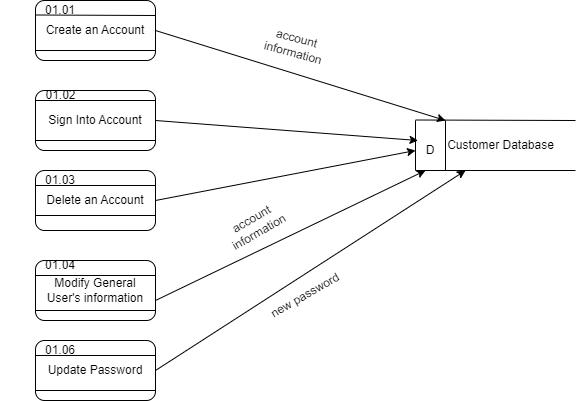 01.01
Create an Account
account
information
01.02
Sign Into Account
D
Customer Database
01.03
Delete an Account
account
information
01.04
Modify General
User's information
new password
01.06
Update Password